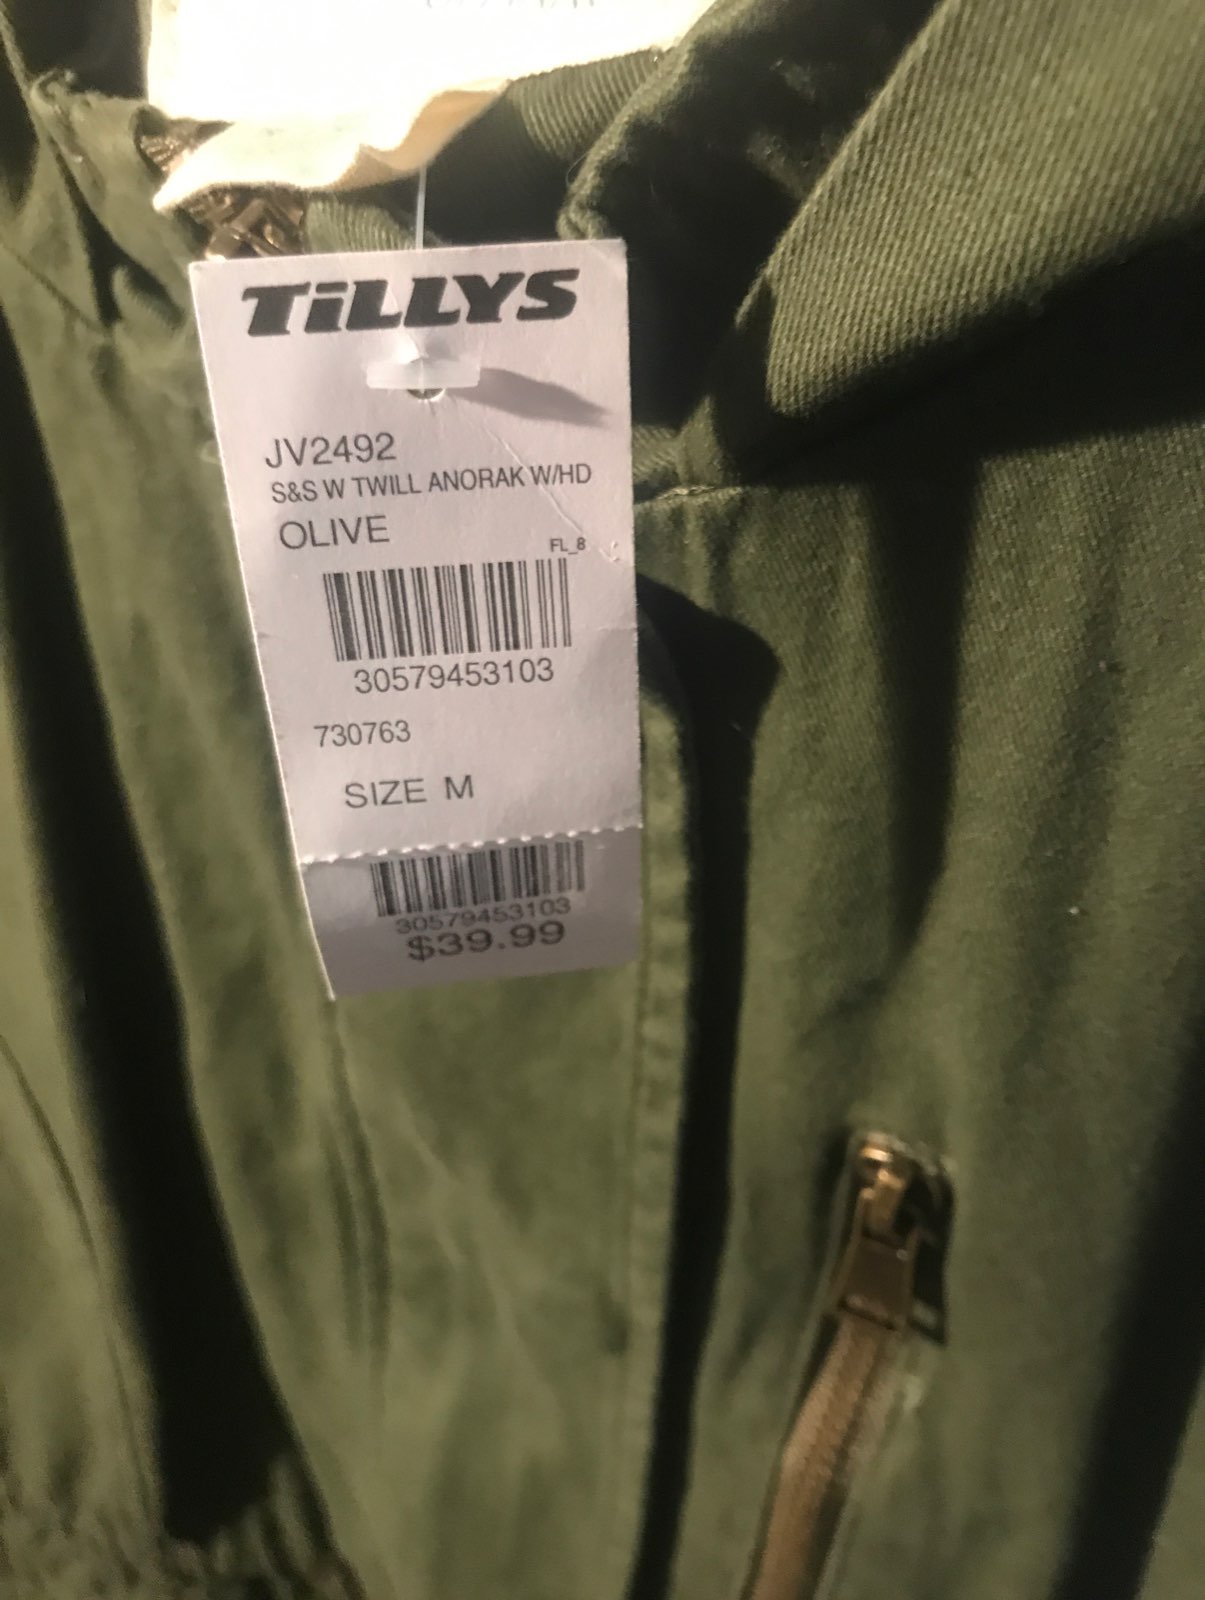 TiLLYS
JV2492
S&S W TWILL ANORAK W/HD
OLIVE
FL_8
30579453103
730763
SIZE M
30579453103
$39.99